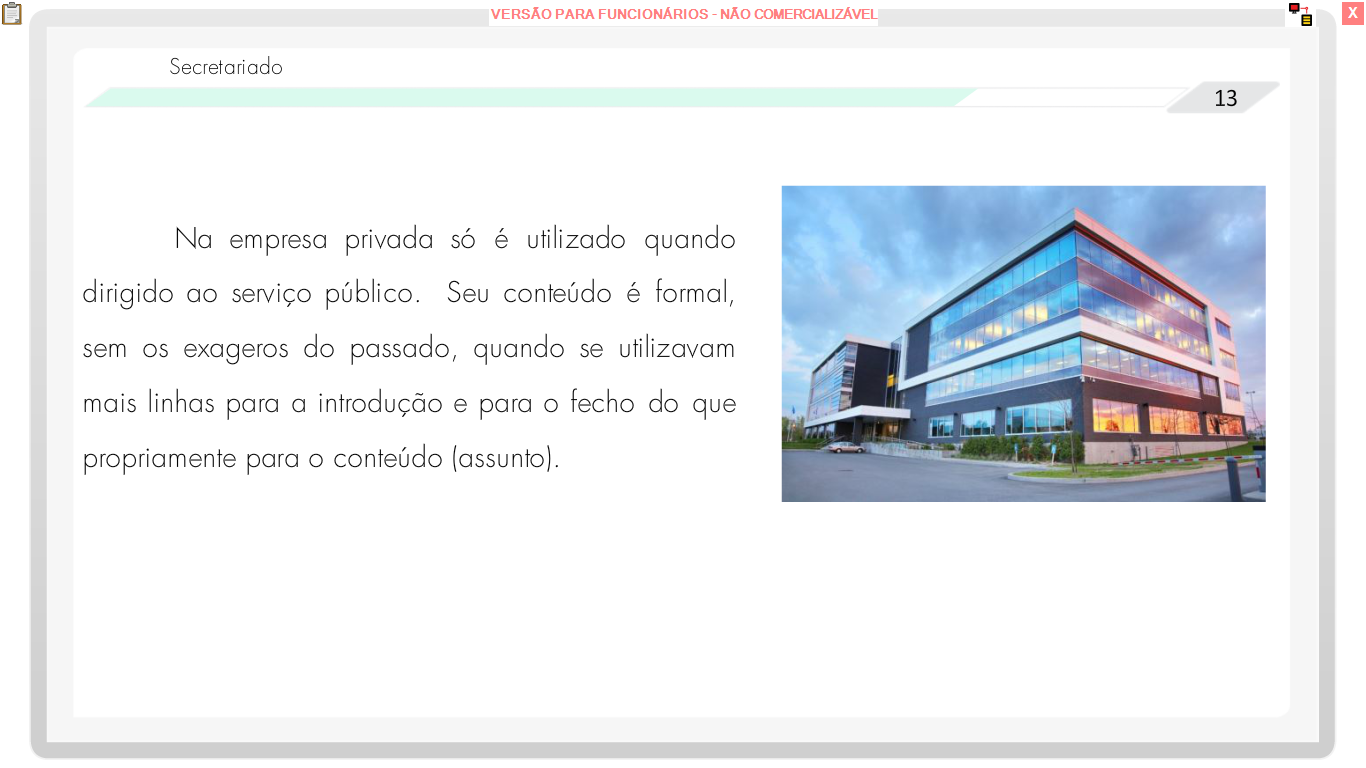 VERSÃO PARA FUNCIONÁRIOS - NÃO COMERCIALIZÁVEL
X
Secretariado
13
Na empresa privada só é utilizado quando
dirigido ao serviço público. Seu conteúdo é formal,
sem os exageros do passado, quando se utilizavam
mais linhas para a introdução e para o fecho do que
propriamente para o conteúdo (assunto).